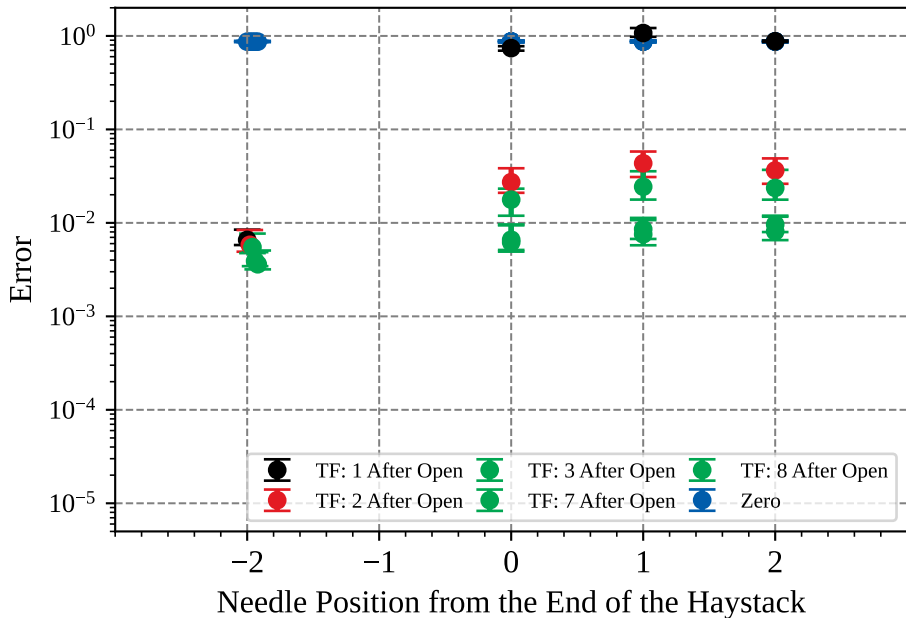 10⁰
10⁻¹
10⁻²
10⁻³
10⁻⁴
10⁻⁵
Error
TF: 1 After Open TF: 3 After Open TF: 8 After Open
TF: 2 After Open TF: 7 After Open Zero
−2 −1 0 1 2
Needle Position from the End of the Haystack